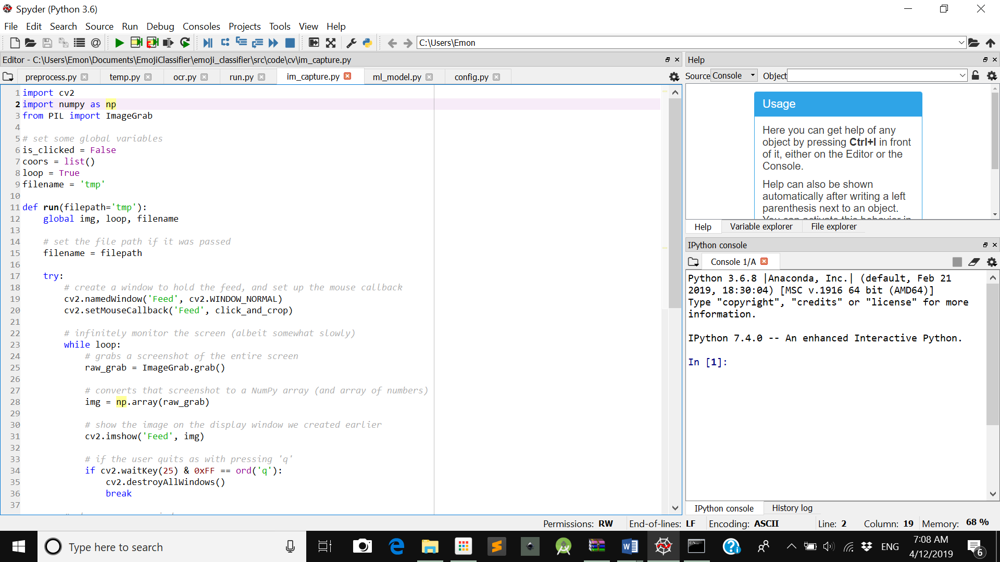 Spyder (Python 3.6)
File Edit Search Source Run Debug Consoles Projects Tools View Help
C:\Users\Emon
Editor - C:\Users\Emon\Documents\EmojiClassifier\emoji_classifier\src\code\cv\im_capture.py
preprocess.py temp.py ocr.py run.py im_capture.py ml_model.py config.py
1 import cv2
2 import numpy as np
3 from PIL import ImageGrab
4
5 # set some global variables
6 is_clicked = False
7 coors = list()
8 loop = True
9 filename = 'tmp'
10
11 def run(filepath='tmp'):
12     global img, loop, filename
13
14     # set the file path if it was passed
15     filename = filepath
16
17     try:
18         # create a window to hold the feed, and set up the mouse callback
19         cv2.namedWindow('Feed', cv2.WINDOW_NORMAL)
20         cv2.setMouseCallback('Feed', click_and_crop)
21
22         # infinitely monitor the screen (albeit somewhat slowly)
23         while loop:
24             # grabs a screenshot of the entire screen
25             raw_grab = ImageGrab.grab()
26
27             # converts that screenshot to a NumPy array (and array of numbers)
28             img = np.array(raw_grab)
29
30             # show the image on the display window we created earlier
31             cv2.imshow('Feed', img)
32
33             # if the user quits as with pressing 'q'
34             if cv2.waitKey(25) & 0xFF == ord('q'):
35                 cv2.destroyAllWindows()
36                 break
37
Help
Source Console Object
Usage
Here you can get help of any
object by pressing Ctrl+I in front
of it, either on the Editor or the
Console.
Help can also be shown
automatically after writing a left
parenthesis next to an object.
You can activate this behavior in
Help Variable explorer File explorer
IPython console
Console 1/A
Python 3.6.8 |Anaconda, Inc.| (default, Feb 21
2019, 18:30:04) [MSC v.1916 64 bit (AMD64)]
Type "copyright", "credits" or "license" for more
information.
IPython 7.4.0 -- An enhanced Interactive Python.
In [1]:
IPython console History log
Permissions: RW End-of-lines: LF Encoding: ASCII Line: 2 Column: 19 Memory: 68 %
Type here to search
ENG
7:08 AM
4/12/2019
6